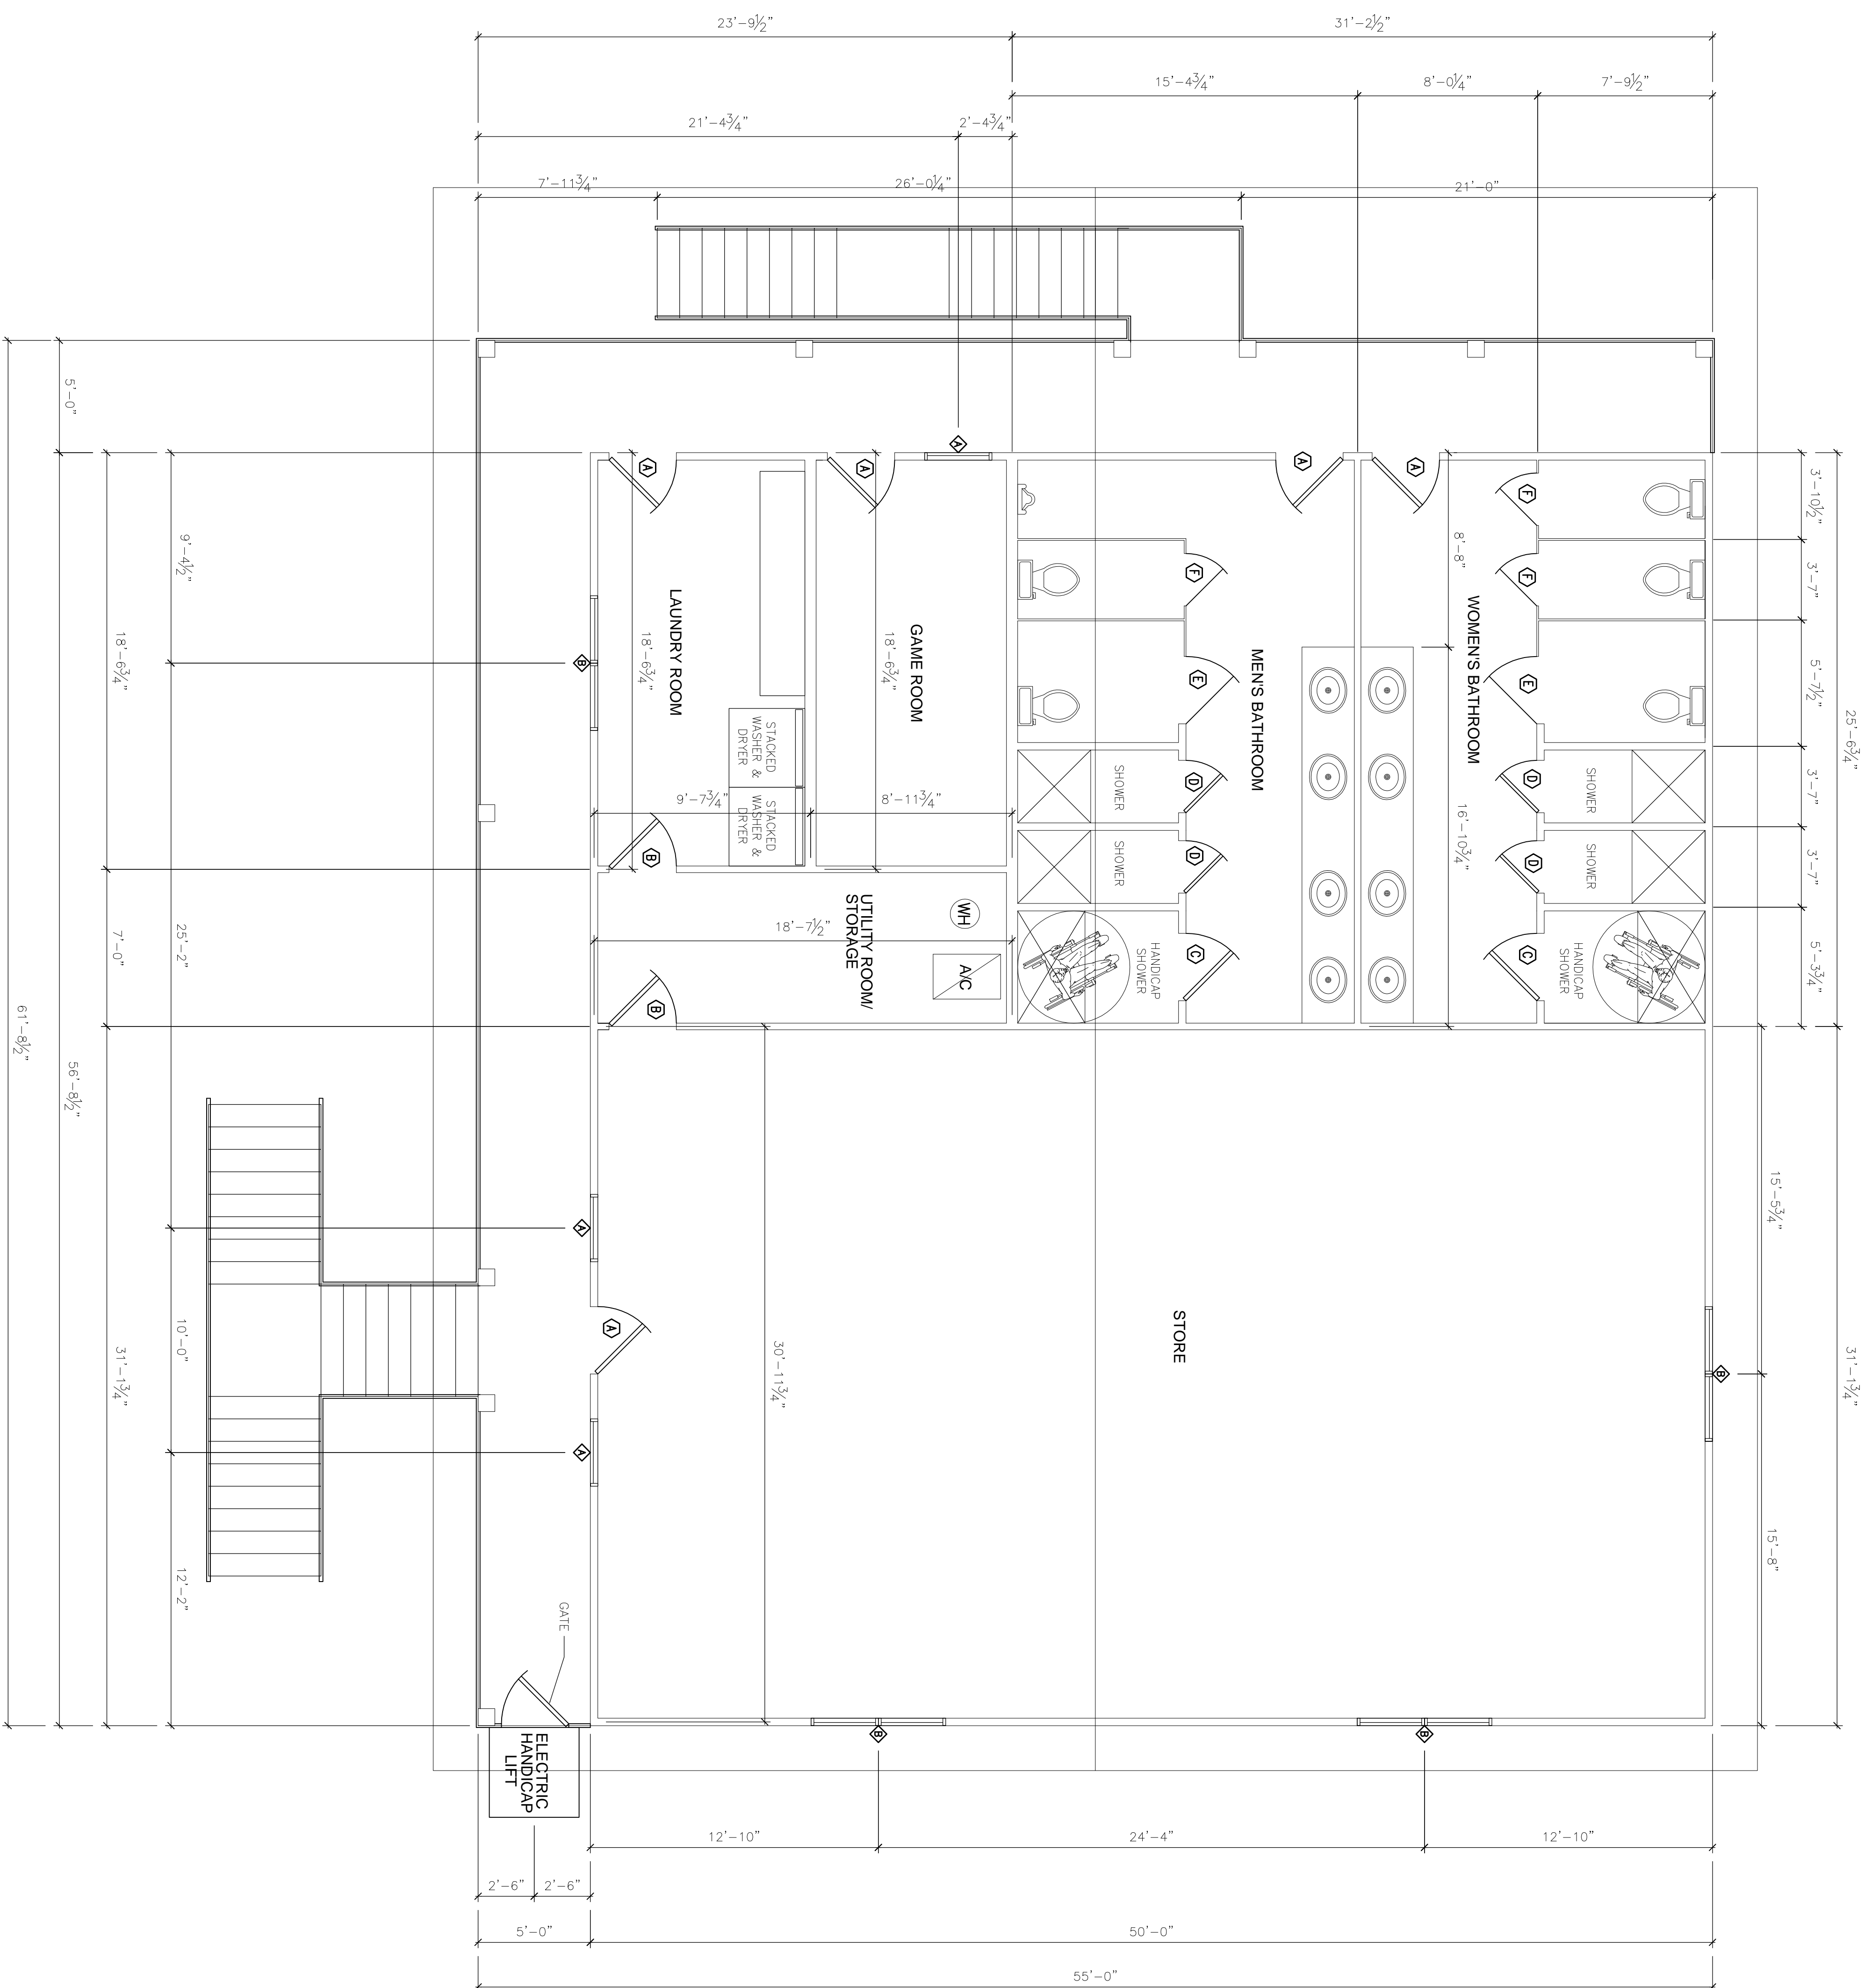 23'-9½"
31'-2½"
15'-4¾"
8'-0¼"
7'-9½"
21'-4¾"
2'-4¾"
7'-11¾"
26'-0¼"
21'-0"
5'-0"
56'-8½"
61'-8½"
18'-6¾"
7'-0"
31'-1¾"
9'-4½"
25'-2"
10'-0"
12'-2"
3'-10½"
3'-7"
5'-7½"
3'-7"
3'-7"
5'-3¾"
25'-6¾"
31'-1¾"
15'-5¾"
15'-8"
A
A
A
A
A
LAUNDRY ROOM
18'-6¾"
B
STACKED
WASHER &
DRYER
STACKED
WASHER &
DRYER
9'-7¾"
B
GAME ROOM
18'-6¾"
8'-11¾"
MEN'S BATHROOM
F
E
D
D
C
SHOWER
SHOWER
HANDICAP
SHOWER
WOMEN'S BATHROOM
8'-8"
16'-10¾"
F
F
E
D
D
C
SHOWER
SHOWER
HANDICAP
SHOWER
UTILITY ROOM/
STORAGE
18'-7½"
WH
A/C
B
STORE
30'-11¾"
A
A
A
B
B
B
GATE
ELECTRIC
HANDICAP
LIFT
12'-10"
24'-4"
12'-10"
2'-6"
2'-6"
5'-0"
50'-0"
55'-0"